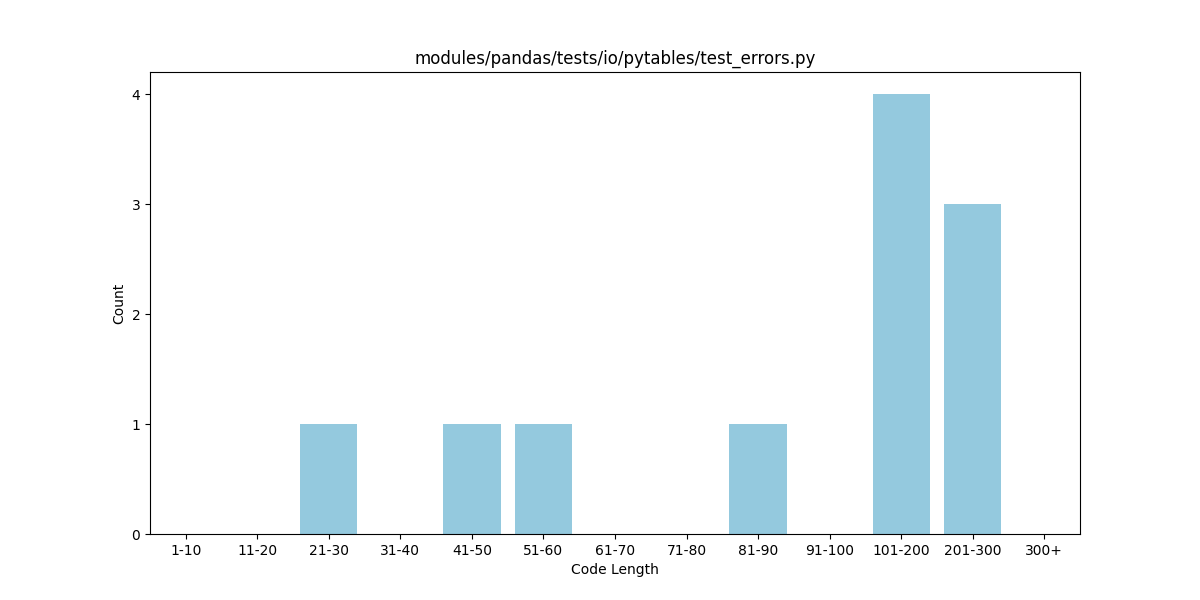 modules/pandas/tests/io/pytables/test_errors.py
Count
4
3
2
1
0
1-10 11-20 21-30 31-40 41-50 51-60 61-70 71-80 81-90 91-100 101-200 201-300 300+
Code Length